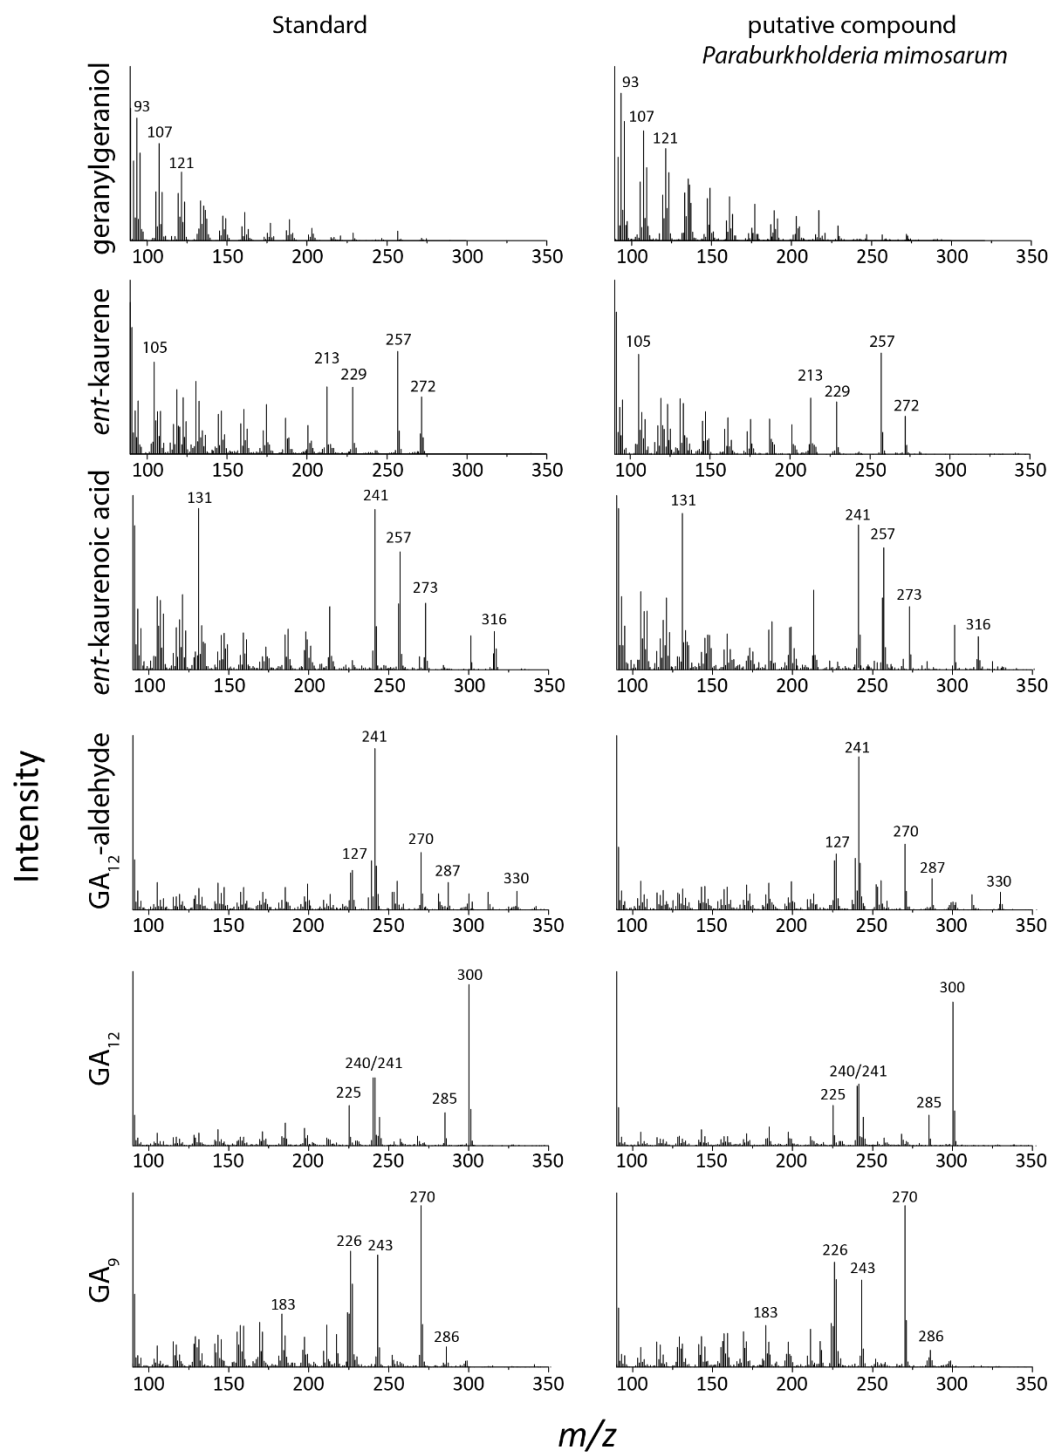 Standard
putative compound
Paraburkholderia mimosarum
Intensity
geranylgeraniol
93
107
121
100 150 200 250 300 350
93
107
121
100 150 200 250 300 350
ent-kaurene
105
213
229
257
272
100 150 200 250 300 350
105
213
229
257
272
100 150 200 250 300 350
ent-kaurenoic acid
131
241
257
273
316
100 150 200 250 300 350
131
241
257
273
316
100 150 200 250 300 350
GA12-aldehyde
127
241
270
287
330
100 150 200 250 300 350
127
241
270
287
330
100 150 200 250 300 350
GA12
225
240/241
285
300
100 150 200 250 300 350
225
240/241
285
300
100 150 200 250 300 350
GA9
183
226
243
270
286
100 150 200 250 300 350
183
226
243
270
286
100 150 200 250 300 350
m/z